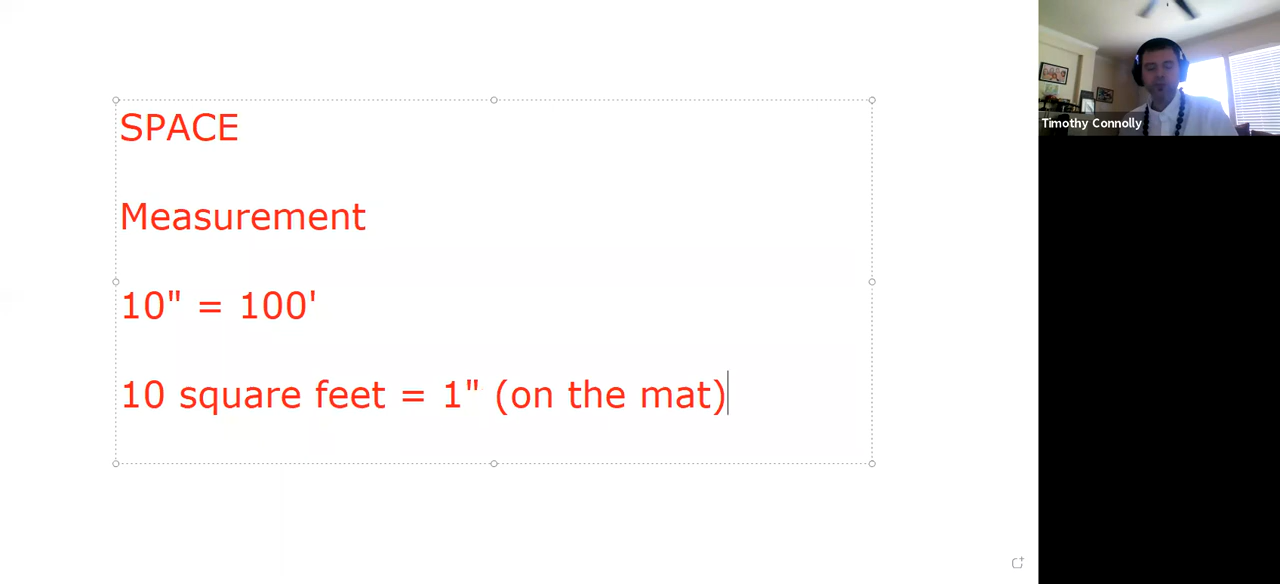 SPACE
Measurement
10" = 100'
10 square feet = 1" (on the mat)
Timothy Connolly